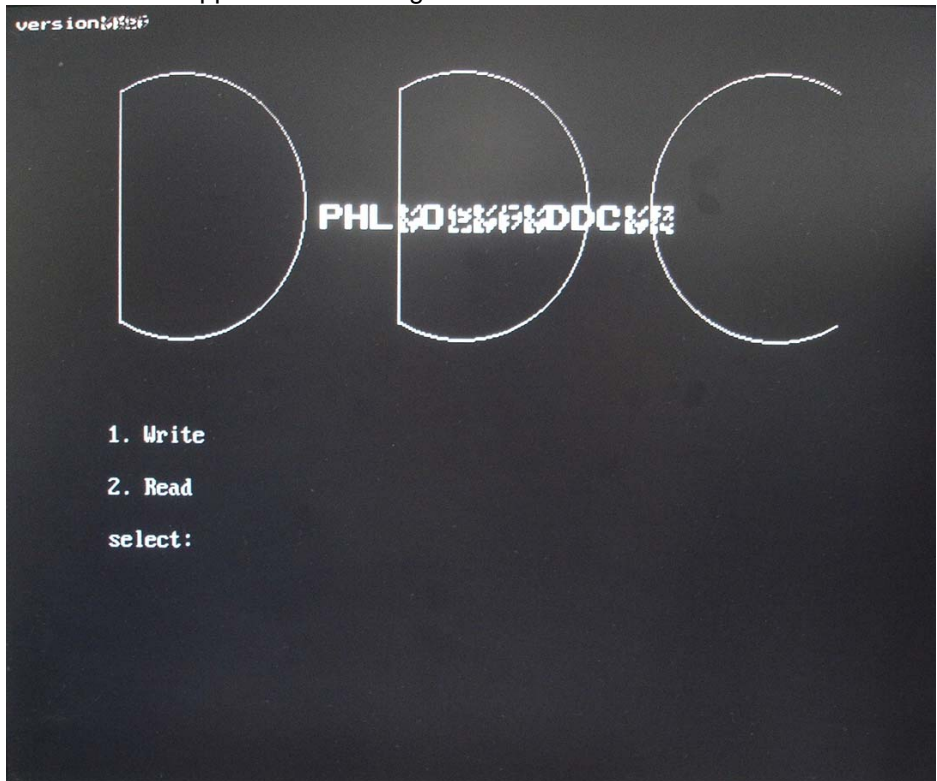 version
D D C
PHL DDC
1. Write
2. Read
select: